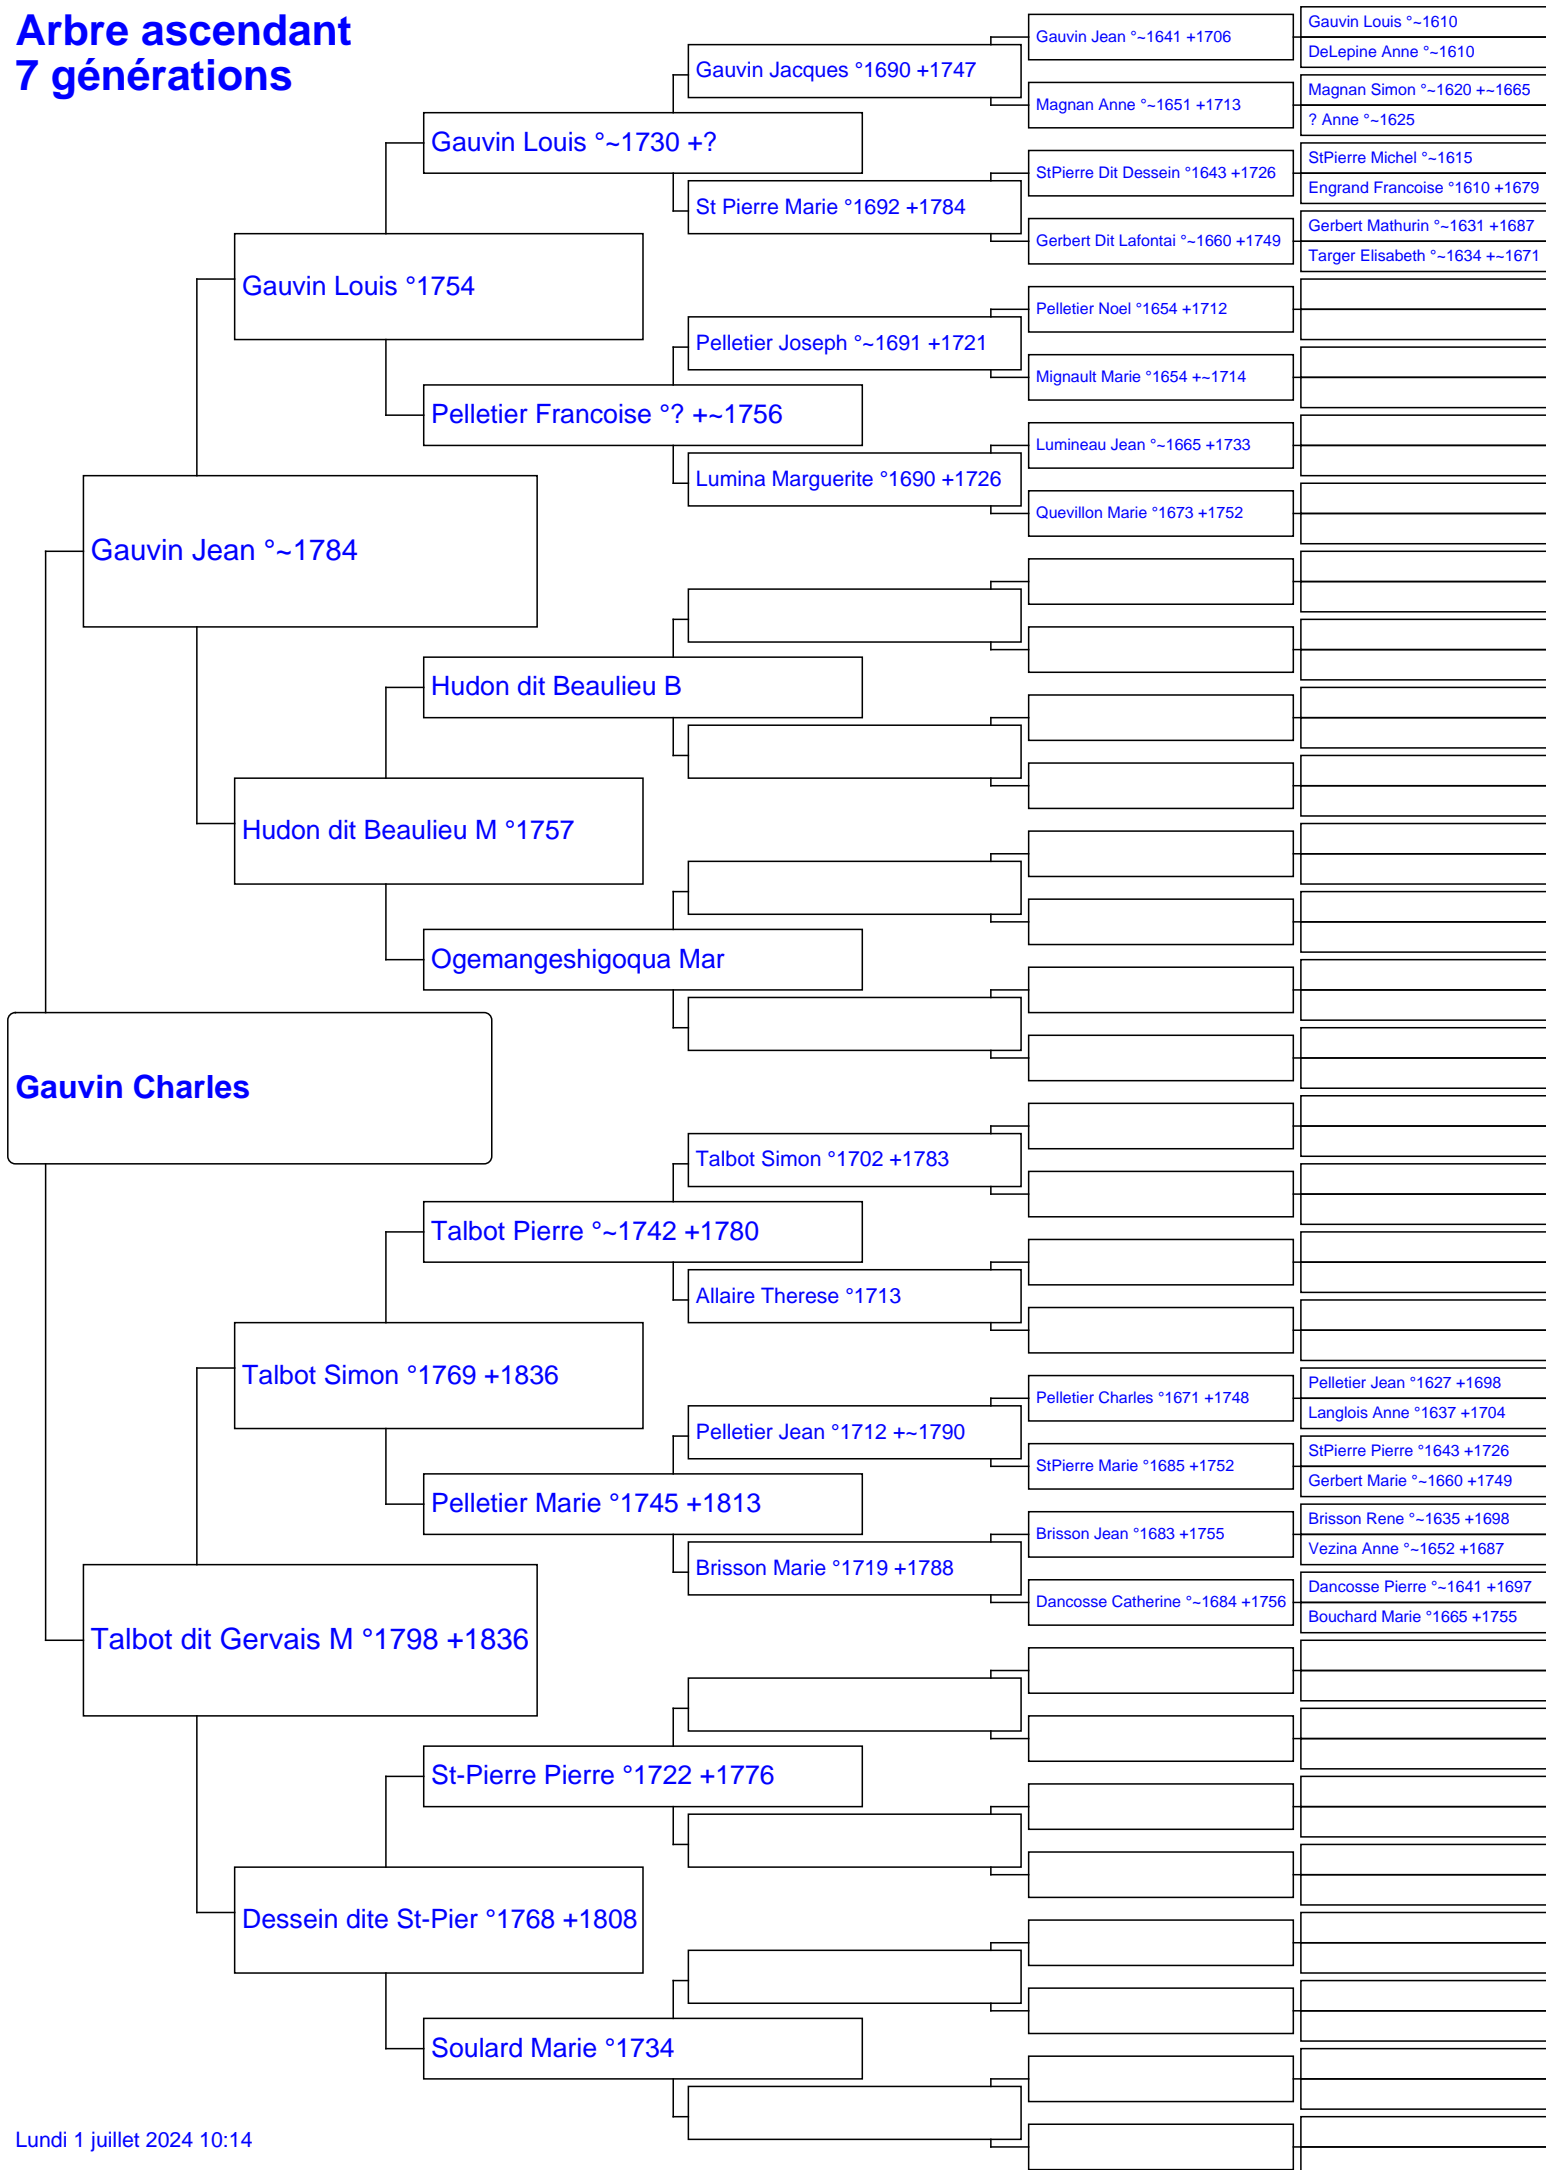 Arbre ascendant
7 générations
Gauvin Charles
Gauvin Jean °~1784
Talbot dit Gervais M °1798 +1836
Gauvin Louis °1754
Hudon dit Beaulieu M °1757
Talbot Simon °1769 +1836
Dessein dite St-Pier °1768 +1808
Gauvin Louis °~1730 +?
Pelletier Francoise °? +~1756
Hudon dit Beaulieu B
Ogemangeshigoqua Mar
Talbot Pierre °~1742 +1780
Pelletier Marie °1745 +1813
St-Pierre Pierre °1722 +1776
Soulard Marie °1734
Gauvin Jacques °1690 +1747
St Pierre Marie °1692 +1784
Pelletier Joseph °~1691 +1721
Lumina Marguerite °1690 +1726
Talbot Simon °1702 +1783
Allaire Therese °1713
Pelletier Jean °1712 +~1790
Brisson Marie °1719 +1788
Gauvin Jean °~1641 +1706
Magnan Anne °~1651 +1713
StPierre Dit Dessein °1643 +1726
Gerbert Dit Lafontai °~1660 +1749
Pelletier Noel °1654 +1712
Mignault Marie °1654 +~1714
Lumineau Jean °~1665 +1733
Quevillon Marie °1673 +1752
Pelletier Charles °1671 +1748
StPierre Marie °1685 +1752
Brisson Jean °1683 +1755
Dancosse Catherine °~1684 +1756
Gauvin Louis °~1610
DeLepine Anne °~1610
Magnan Simon °~1620 +~1665
? Anne °~1625
StPierre Michel °~1615
Engrand Francoise °1610 +1679
Gerbert Mathurin °~1631 +1687
Targer Elisabeth °~1634 +~1671
Pelletier Jean °1627 +1698
Langlois Anne °1637 +1704
StPierre Pierre °1643 +1726
Gerbert Marie °~1660 +1749
Brisson Rene °~1635 +1698
Vezina Anne °~1652 +1687
Dancosse Pierre °~1641 +1697
Bouchard Marie °1665 +1755
Lundi 1 juillet 2024 10:14